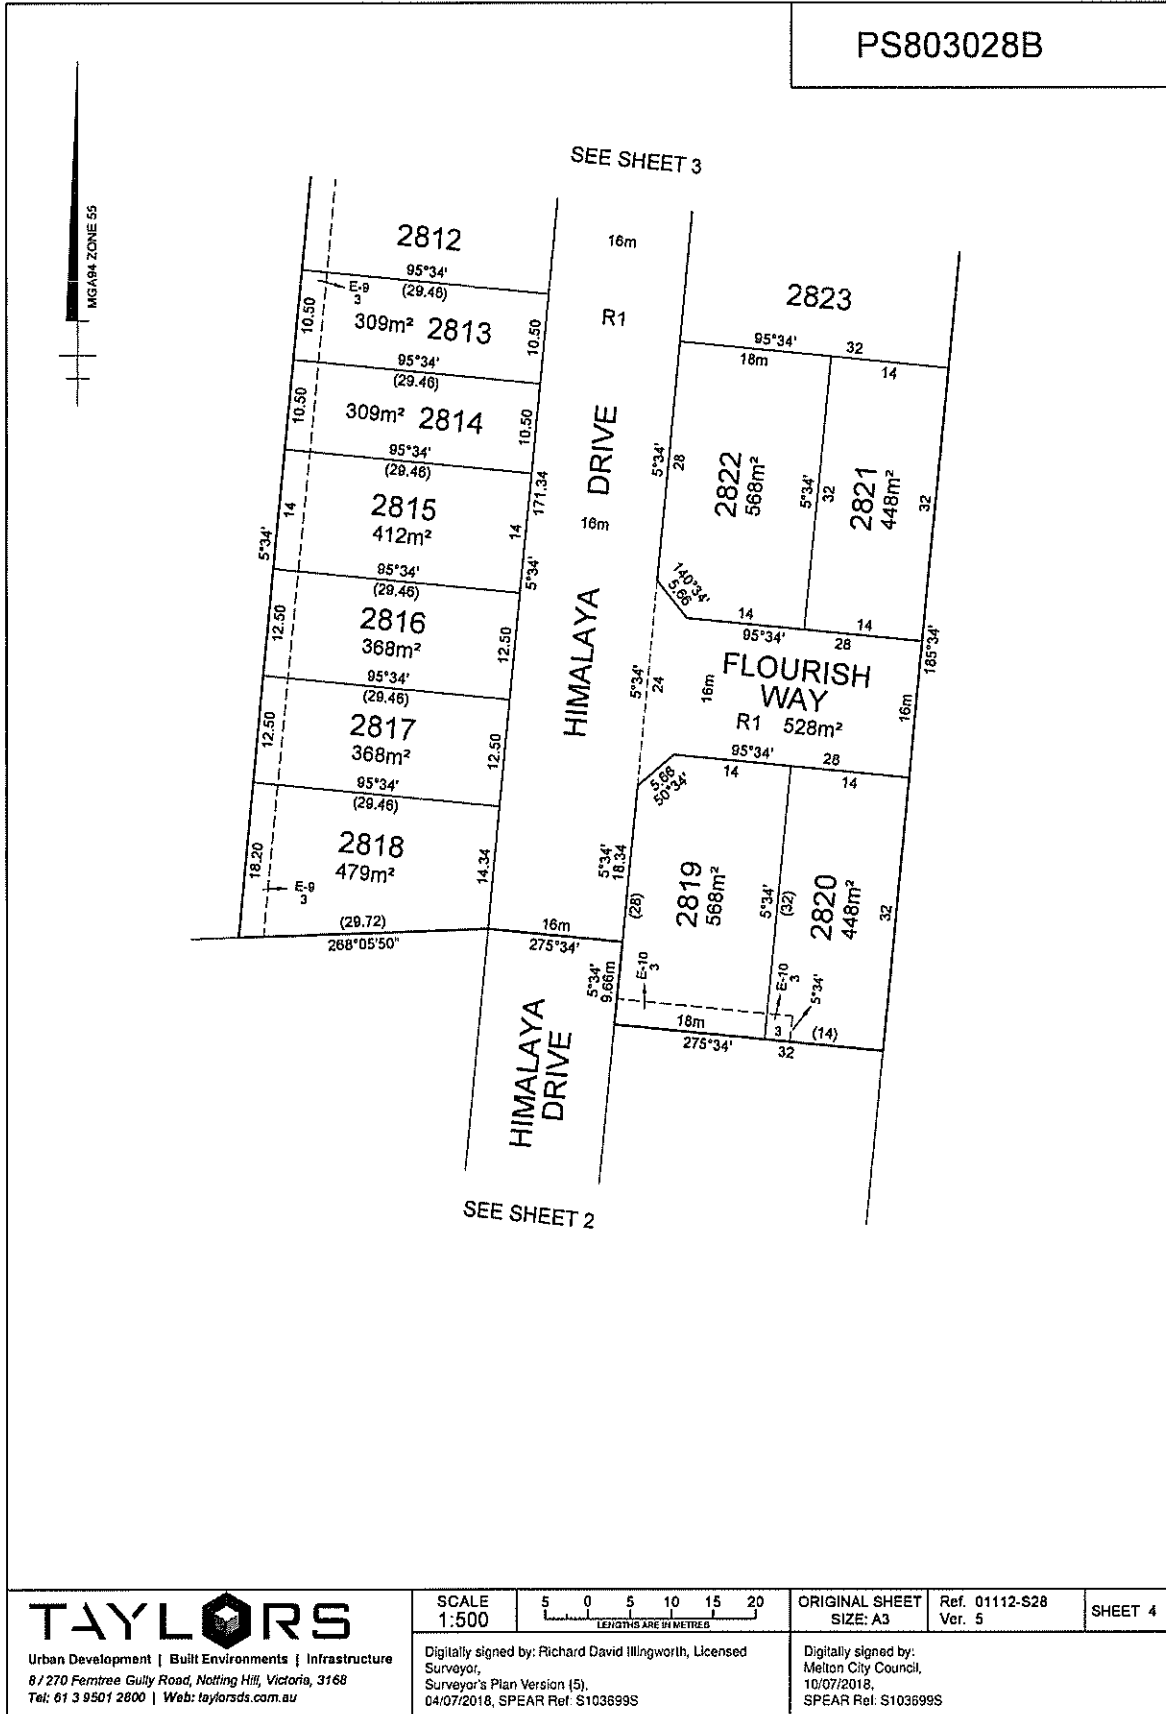 PS803028B
MGA94 ZONE 55
SEE SHEET 3
2812
95°34'
(29.46)
E-9
3
10.50
309m² 2813
10.50
95°34'
(29.46)
10.50
309m² 2814
10.50
95°34'
(29.46)
171.34
14
2815
412m²
14
5°34'
5°34'
95°34'
(29.46)
12.50
2816
368m²
12.50
95°34'
(29.46)
12.50
2817
368m²
12.50
95°34'
(29.46)
18.20
2818
479m²
14.34
E-9
3
(29.72)
268°05'50"
16m
R1
HIMALAYA DRIVE
16m
16m
275°34'
HIMALAYA
DRIVE
SEE SHEET 2
2823
95°34'
32
18m
14
5°34'
28
2822
568m²
5°34'
32
2821
448m²
32
140°34'
5.66
14
14
95°34'
28
185°34'
5°34'
24
16m
FLOURISH
WAY
R1 528m²
16m
95°34'
28
14
14
5.66
50°34'
5°34'
18.34
(28)
2819
568m²
5°34'
(32)
2820
448m²
32
5°34'
9.66m
E-10
3
E-10
3
5°34'
18m
3
(14)
275°34'
32
TAYLORS
Urban Development | Built Environments | Infrastructure
8 / 270 Ferntree Gully Road, Notting Hill, Victoria, 3168
Tel: 61 3 9501 2800 | Web: taylorsds.com.au
SCALE
1:500
5 0 5 10 15 20
LENGTHS ARE IN METRES
ORIGINAL SHEET
SIZE: A3
Ref. 01112-S28
Ver. 5
SHEET 4
Digitally signed by: Richard David Illingworth, Licensed
Surveyor,
Surveyor's Plan Version (5),
04/07/2018, SPEAR Ref: S103699S
Digitally signed by:
Melton City Council,
10/07/2018,
SPEAR Ref: S103699S